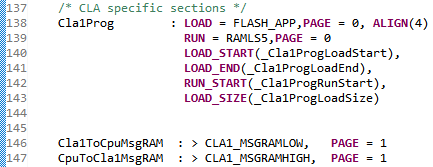 137 /* CLA specific sections */
138 Cla1Prog : LOAD = FLASH_APP,PAGE = 0, ALIGN(4)
139 RUN = RAMLS5,PAGE = 0
140 LOAD_START(_Cla1ProgLoadStart),
141 LOAD_END(_Cla1ProgLoadEnd),
142 RUN_START(_Cla1ProgRunStart),
143 LOAD_SIZE(_Cla1ProgLoadSize)
144
145
146 Cla1ToCpuMsgRAM : > CLA1_MSGRAMLOW, PAGE = 1
147 CpuToCla1MsgRAM : > CLA1_MSGRAMHIGH, PAGE = 1